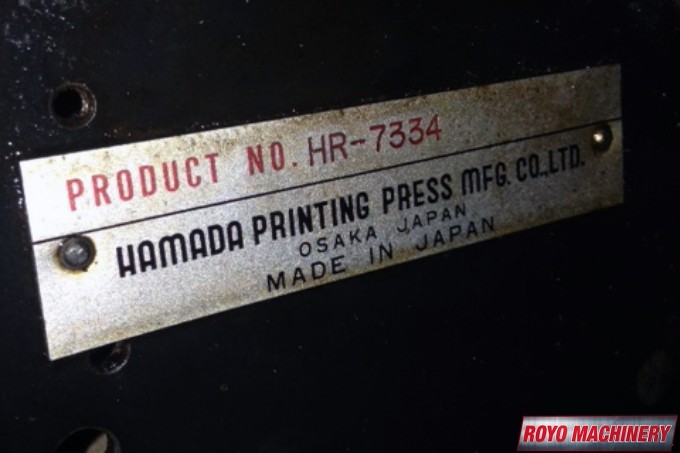 PRODUCT NO. HR-7334
HAMADA PRINTING PRESS MFG. CO.,LTD.
OSAKA JAPAN
MADE IN JAPAN
ROYO MACHINERY